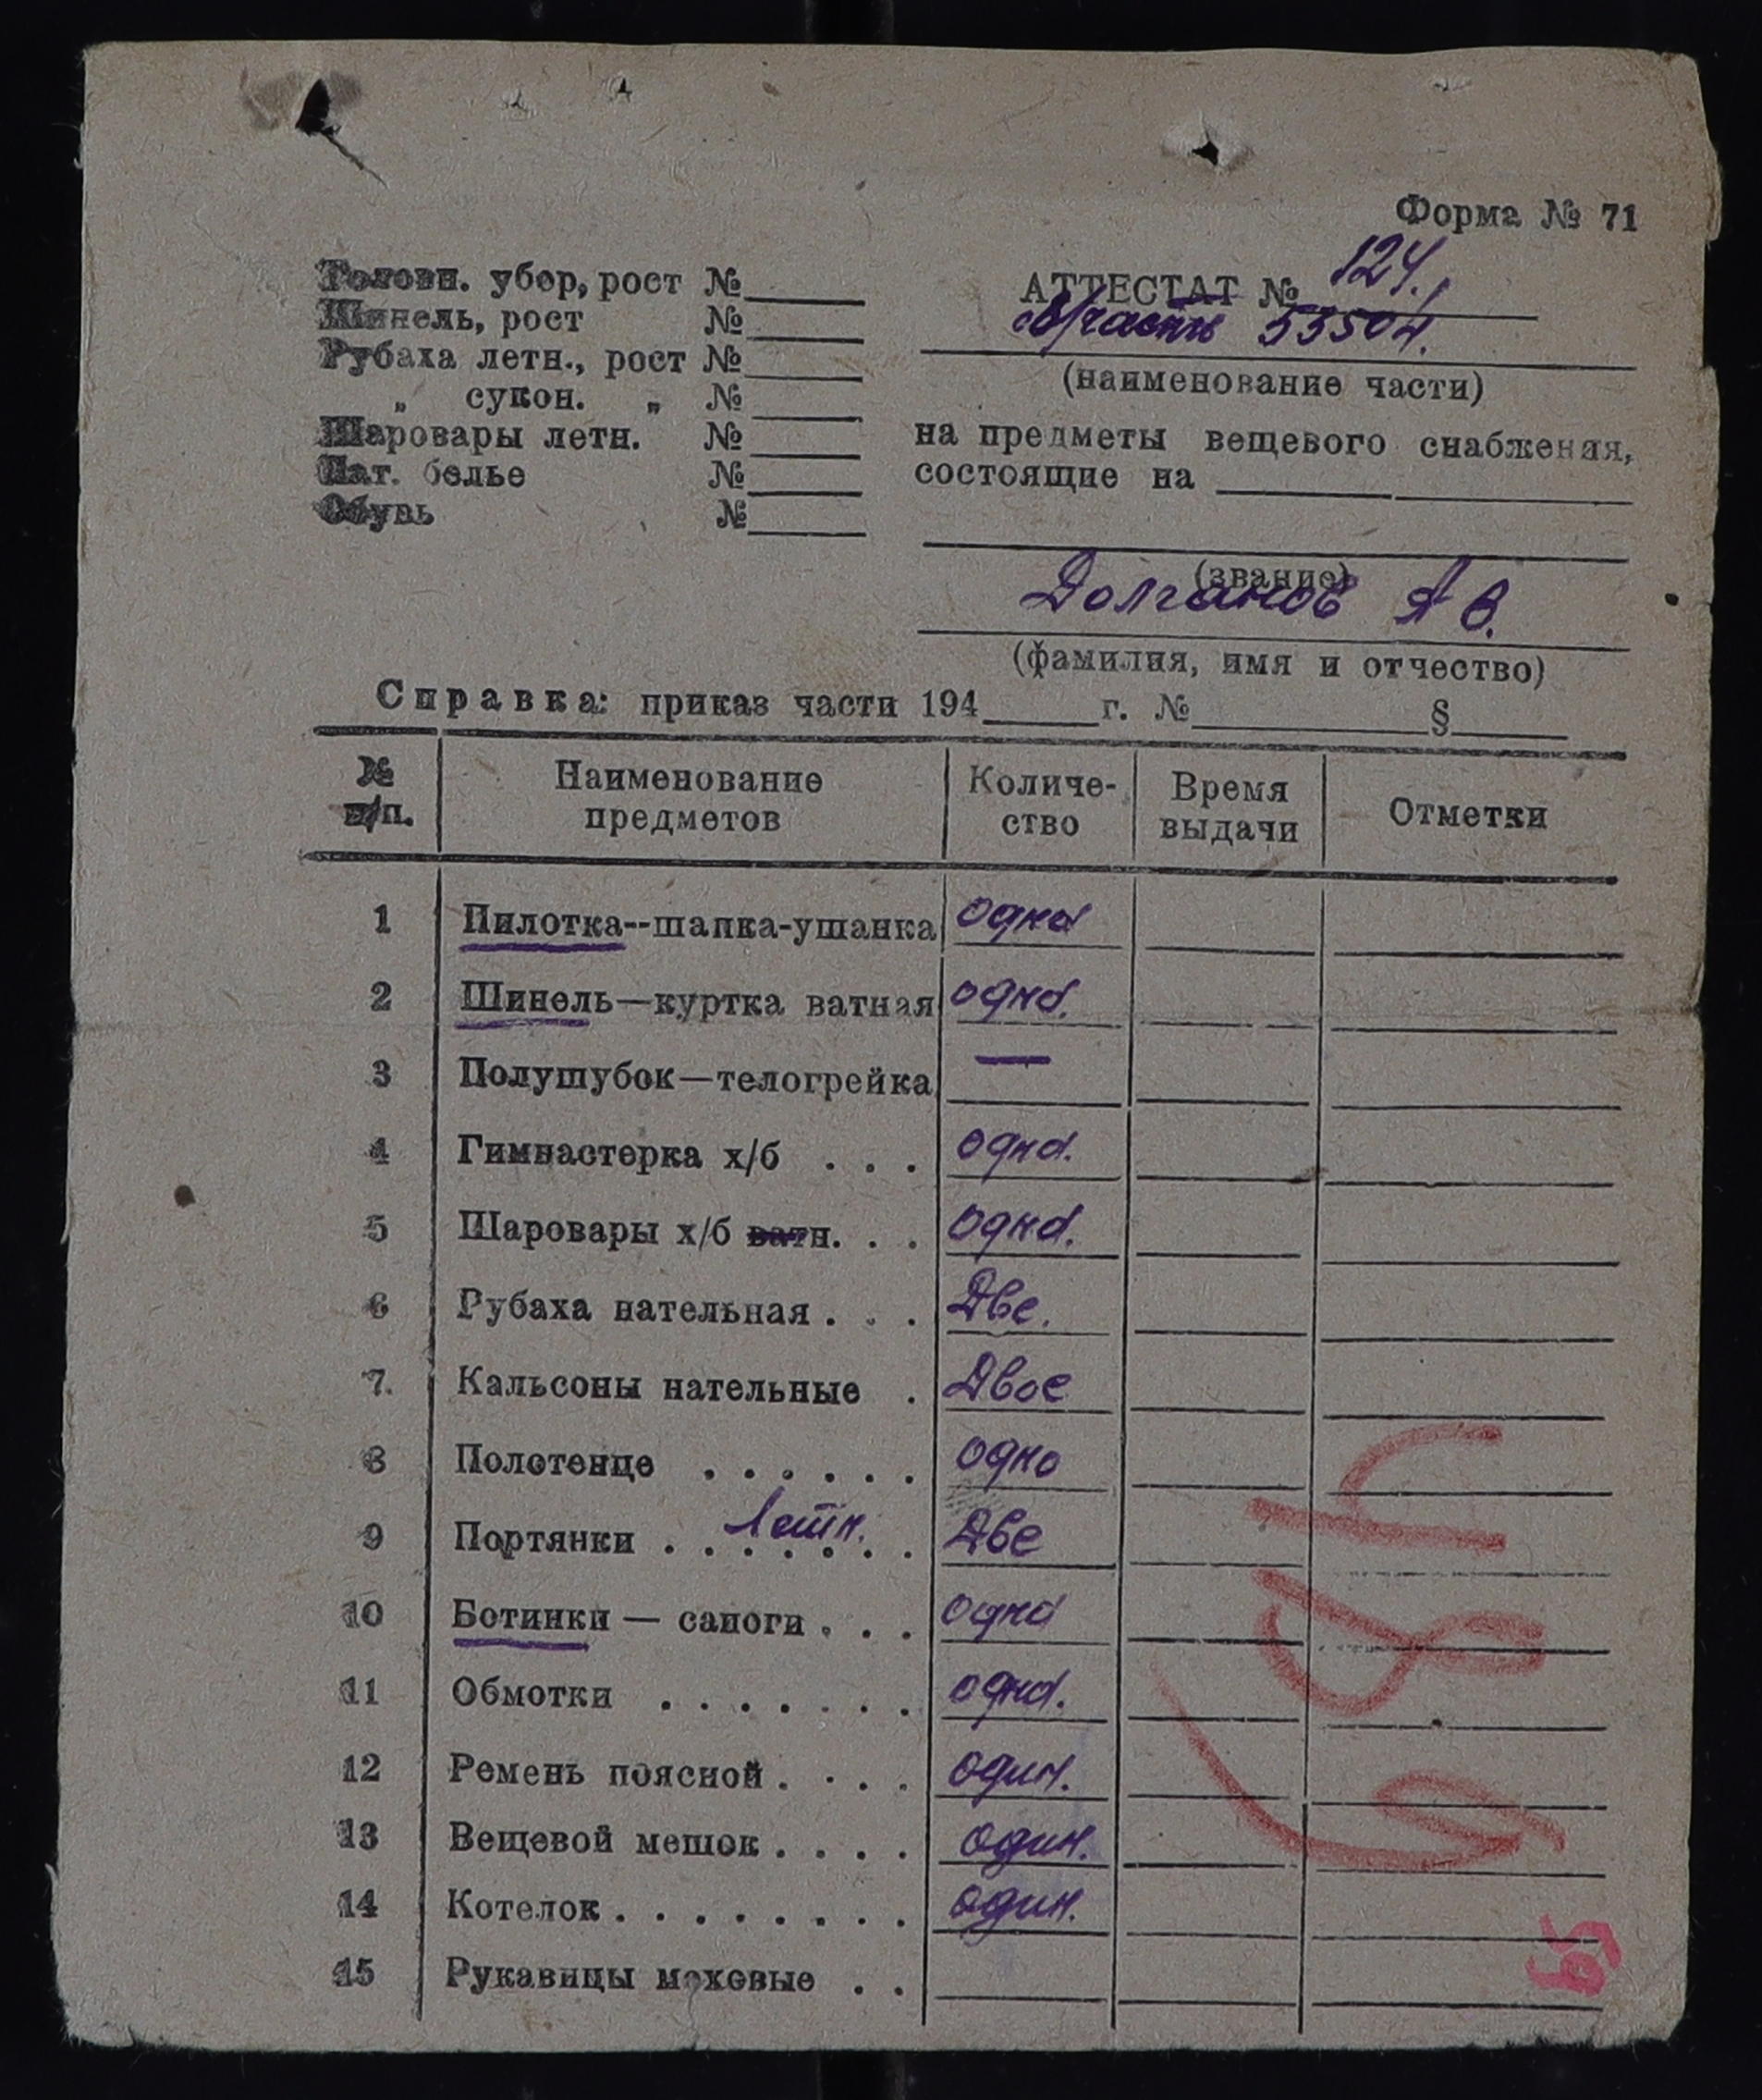 Форма № 71
Головн. убор, рост №
Шинель, рост №
Рубаха летн., рост №
„ сукон. „ №
Шаровары летн. №
Нат. белье №
Обувь №
АТТЕСТАТ № 124.
в/часть 53504.
(наименование части)
на предметы вещевого снабжения,
состоящие на
(звание)
Долганов А В.
(фамилия, имя и отчество)
Справка: приказ части 194 г. № §
№ п/п. Наименование предметов Количе-ство Время выдачи Отметки
1 Пилотка--шапка-ушанка одна
2 Шинель—куртка ватная одна.
3 Полушубок—телогрейка —
4 Гимнастерка х/б . . . одна.
5 Шаровары х/б ватн. . . одна.
6 Рубаха нательная . . . Две.
7. Кальсоны нательные . Двое
8 Полотенце . . . . . . одно
9 Портянки . . . . . . . летн. Две
10 Ботинки — сапоги . . . одна
11 Обмотки . . . . . . . одна.
12 Ремень поясной . . . . один.
13 Вещевой мешок . . . . один.
14 Котелок . . . . . . . . один.
15 Рукавицы меховые . .
65